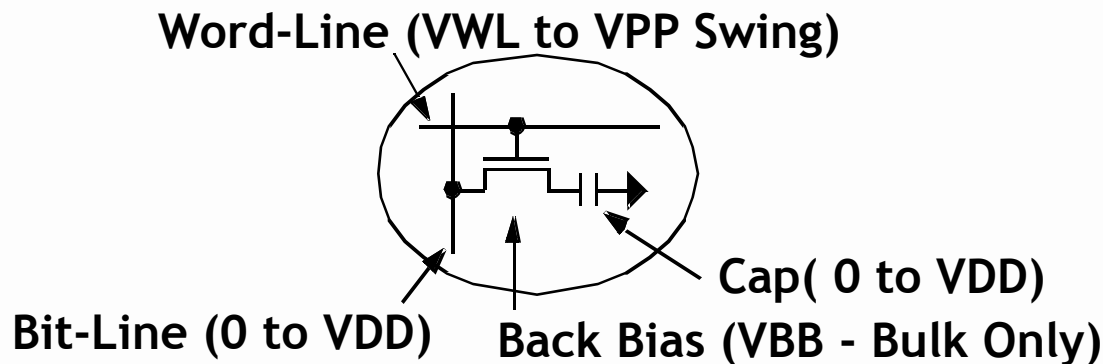 Word-Line (VWL to VPP Swing)
Cap( 0 to VDD)
Bit-Line (0 to VDD)
Back Bias (VBB - Bulk Only)